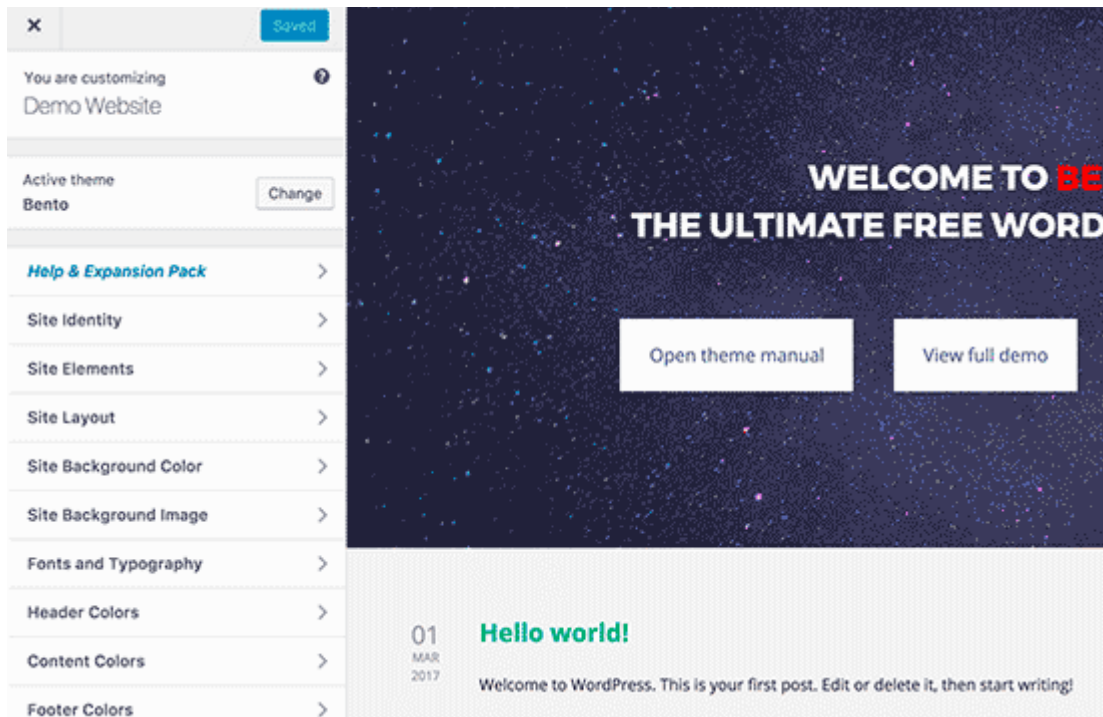 Saved
You are customizing
Demo Website
Active theme
Bento
Change
Help & Expansion Pack
Site Identity
Site Elements
Site Layout
Site Background Color
Site Background Image
Fonts and Typography
Header Colors
Content Colors
Footer Colors
WELCOME TO BE
THE ULTIMATE FREE WORD
Open theme manual
View full demo
01
MAR
2017
Hello world!
Welcome to WordPress. This is your first post. Edit or delete it, then start writing!